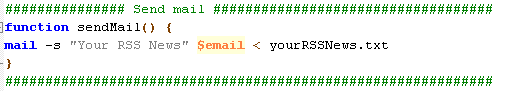 ############### Send mail ###################################
function sendMail() {
mail -s "Your RSS News" $email < yourRSSNews.txt
}
#############################################################